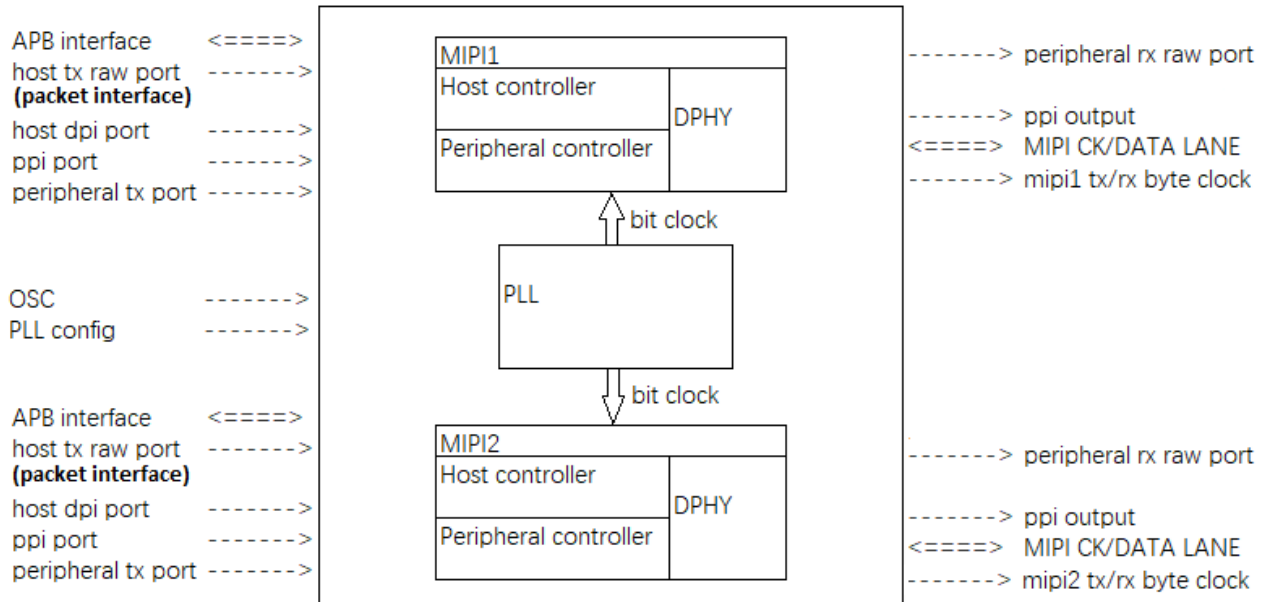 APB interface <====>
host tx raw port ------->
(packet interface)
host dpi port ------->
ppi port ------->
peripheral tx port ------->
OSC ------->
PLL config ------->
APB interface <====>
host tx raw port ------->
(packet interface)
host dpi port ------->
ppi port ------->
peripheral tx port ------->
MIPI1
Host controller
DPHY
Peripheral controller
bit clock
PLL
bit clock
MIPI2
Host controller
DPHY
Peripheral controller
-------> peripheral rx raw port
-------> ppi output
<====> MIPI CK/DATA LANE
-------> mipi1 tx/rx byte clock
-------> peripheral rx raw port
-------> ppi output
<====> MIPI CK/DATA LANE
-------> mipi2 tx/rx byte clock